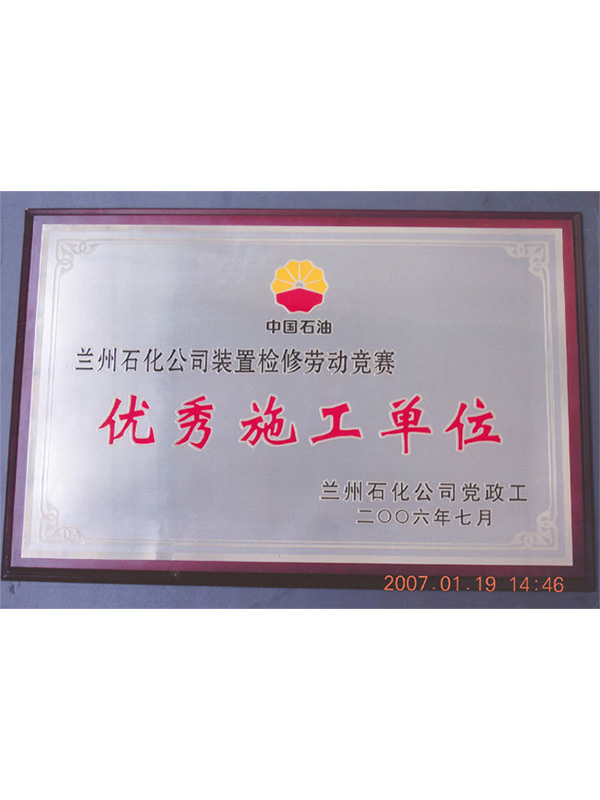 中国石油
兰州石化公司装置检修劳动竞赛
优秀施工单位
兰州石化公司党政工
二〇〇六年七月
2007.01.19 14:46